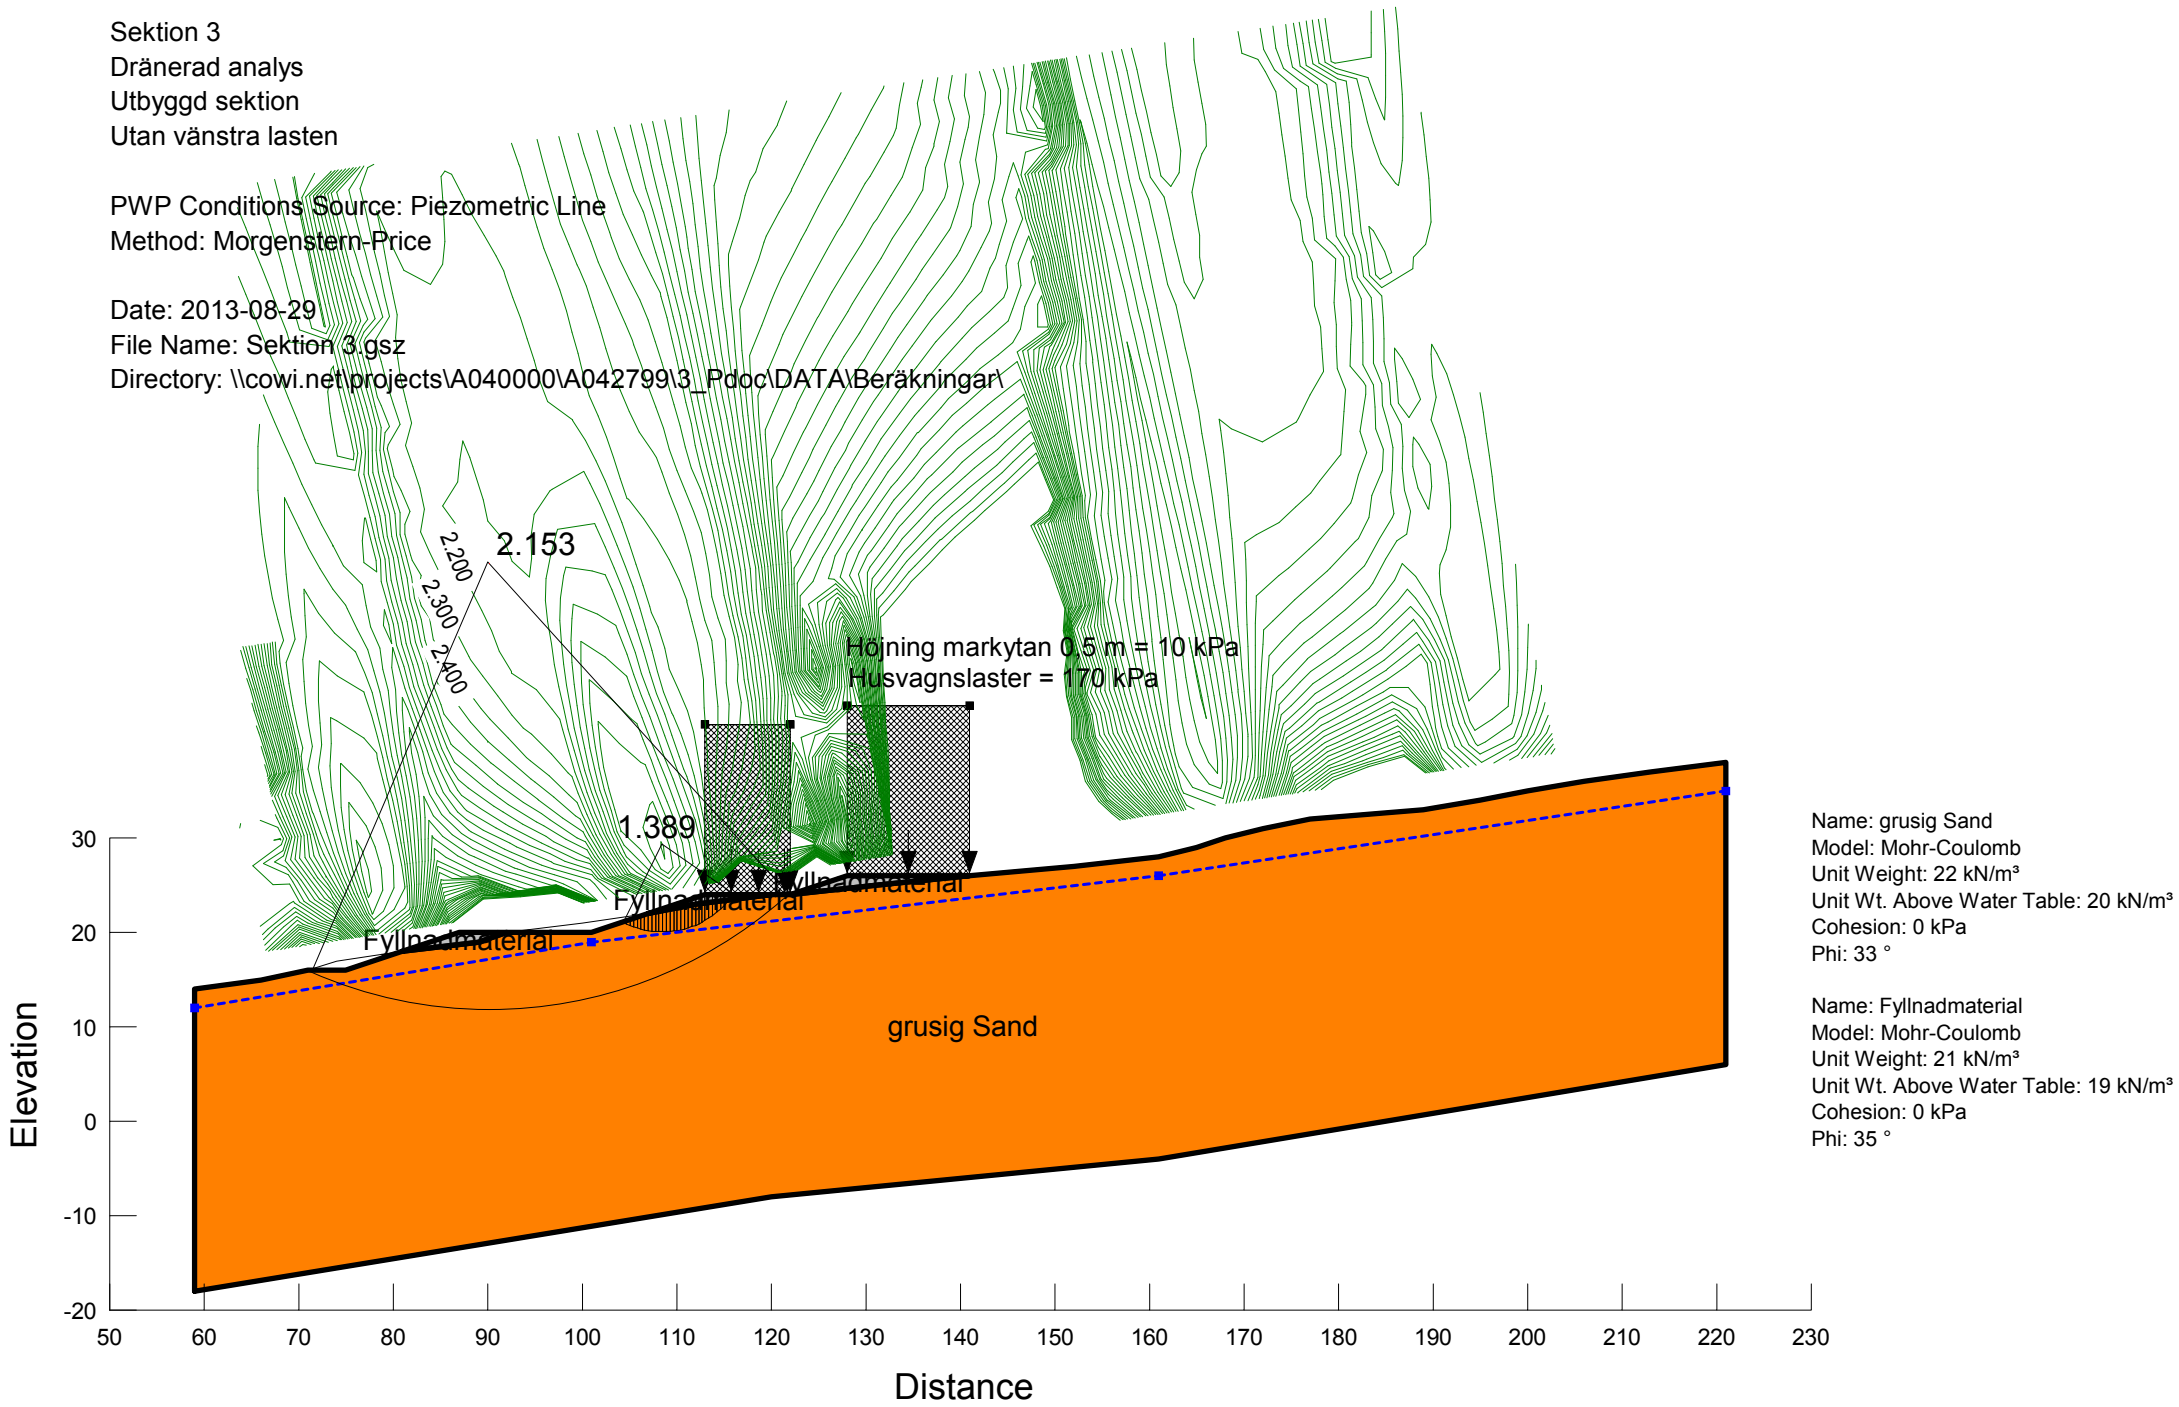 Sektion 3
Dränerad analys
Utbyggd sektion
Utan vänstra lasten
PWP Conditions Source: Piezometric Line
Method: Morgenstern-Price
Date: 2013-08-29
File Name: Sektion 3.gsz
Directory: \\cowi.net\projects\A040000\A042799\3_Pdoc\DATA\Beräkningar\
2.153
2.200
2.300
2.400
Höjning markytan 0,5 m = 10 kPa
Husvagnslaster = 170 kPa
1.389
Fyllnadmaterial
Fyllnadmaterial
Fyllnadmaterial
grusig Sand
Name: grusig Sand
Model: Mohr-Coulomb
Unit Weight: 22 kN/m³
Unit Wt. Above Water Table: 20 kN/m³
Cohesion: 0 kPa
Phi: 33 °
Name: Fyllnadmaterial
Model: Mohr-Coulomb
Unit Weight: 21 kN/m³
Unit Wt. Above Water Table: 19 kN/m³
Cohesion: 0 kPa
Phi: 35 °
Elevation
30
20
10
0
-10
-20
50 60 70 80 90 100 110 120 130 140 150 160 170 180 190 200 210 220 230
Distance